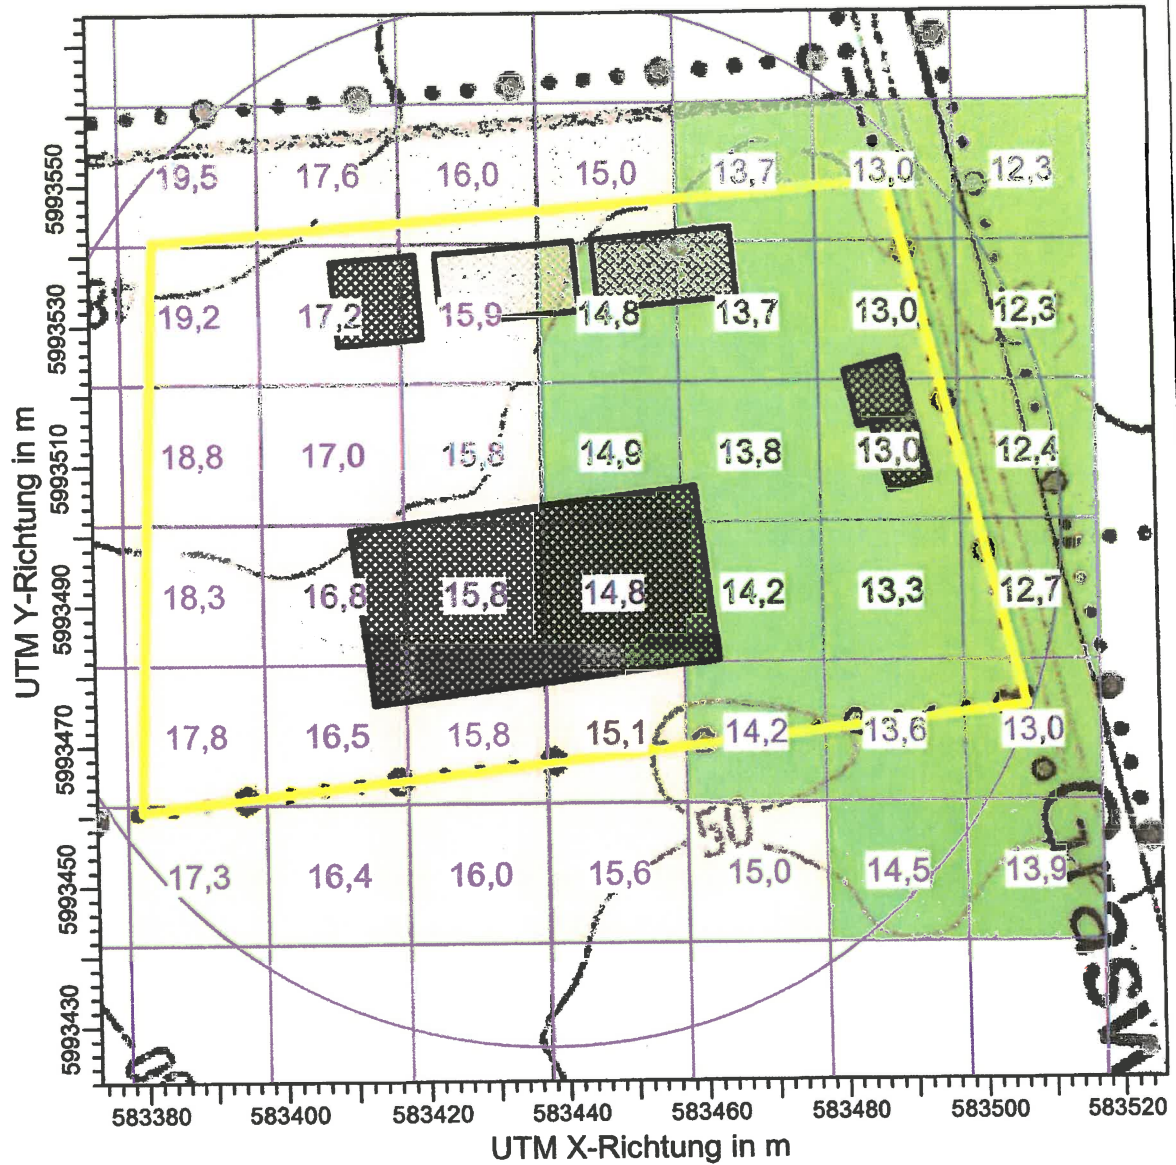 19,5 17,6 16,0 15,0 13,7 13,0 12,3
19,2 17,2 15,9 14,8 13,7 13,0 12,3
18,8 17,0 15,8 14,9 13,8 13,0 12,4
18,3 16,8 15,8 14,8 14,2 13,3 12,7
17,8 16,5 15,8 15,1 14,2 13,6 13,0
50
17,3 16,4 16,0 15,6 15,0 14,5 13,9
UTM Y-Richtung in m
5993550
5993530
5993510
5993490
5993470
5993450
5993430
583380 583400 583420 583440 583460 583480 583500 583520
UTM X-Richtung in m